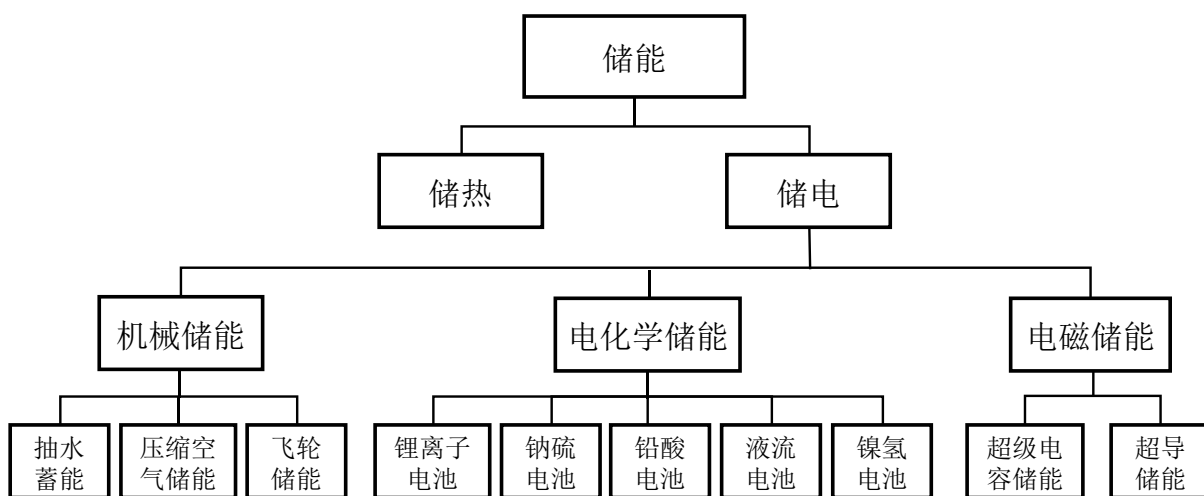 储能
储热
储电
机械储能
电化学储能
电磁储能
抽水
蓄能
压缩空
气储能
飞轮
储能
锂离子
电池
钠硫
电池
铅酸
电池
液流
电池
镍氢
电池
超级电
容储能
超导
储能